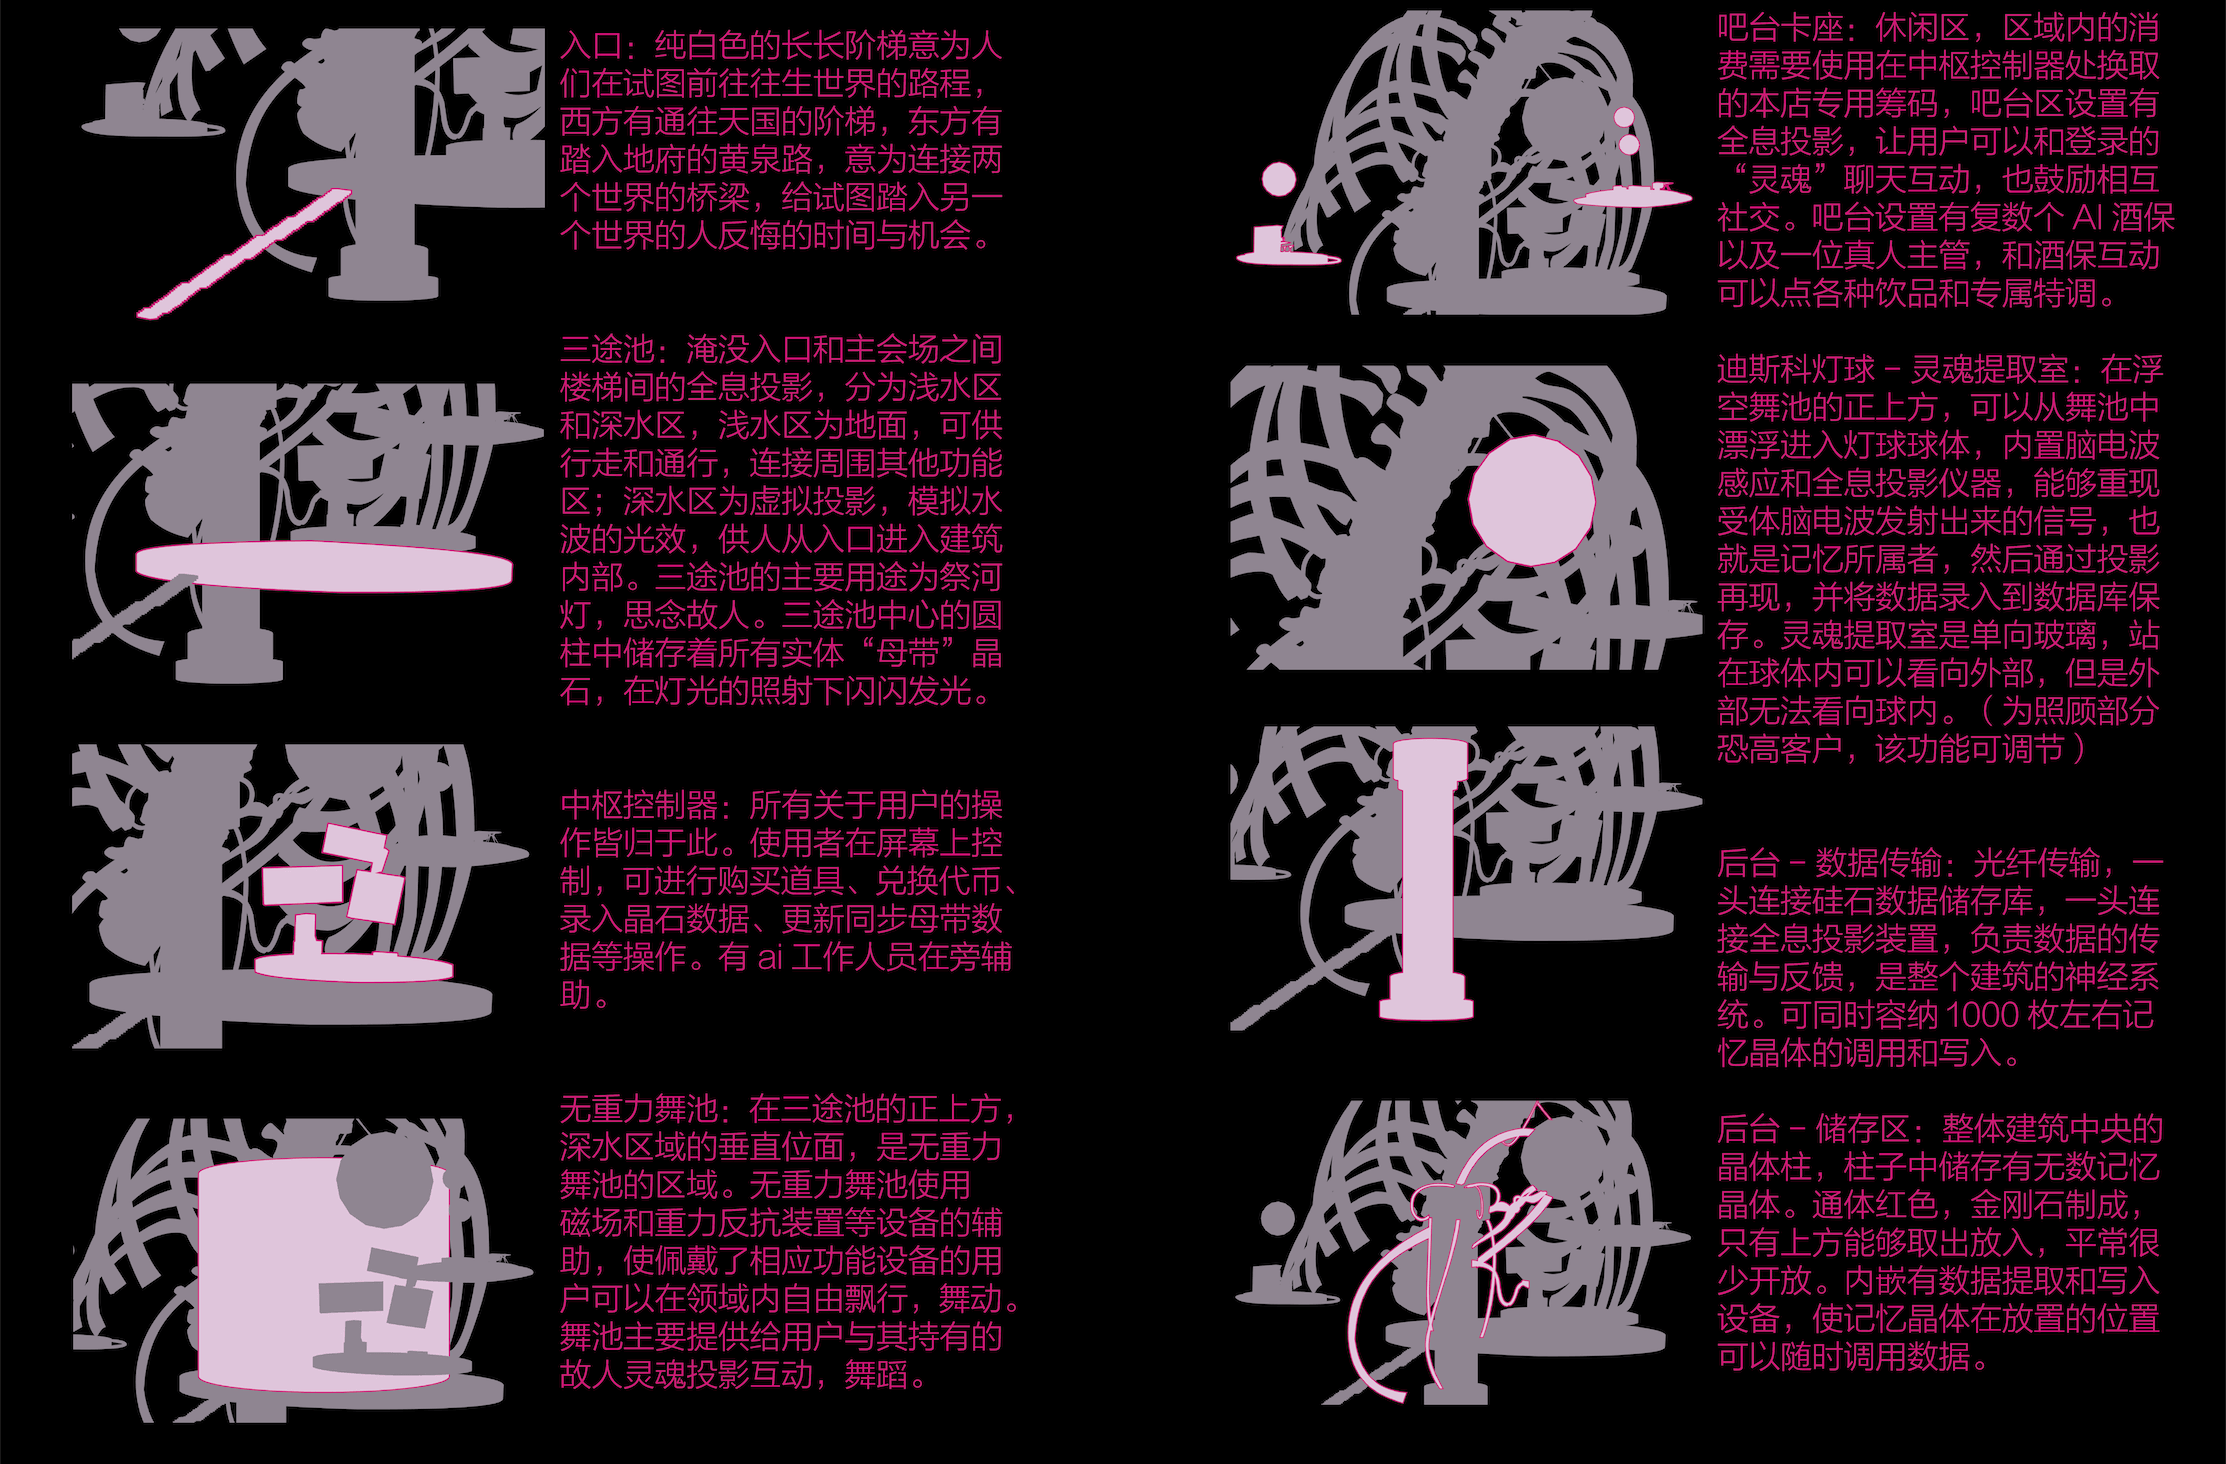 入口：纯白色的长长阶梯意为人
们在试图前往往生世界的路程，
西方有通往天国的阶梯，东方有
踏入地府的黄泉路，意为连接两
个世界的桥梁，给试图踏入另一
个世界的人反悔的时间与机会。
三途池：淹没入口和主会场之间
楼梯间的全息投影，分为浅水区
和深水区，浅水区为地面，可供
行走和通行，连接周围其他功能
区；深水区为虚拟投影，模拟水
波的光效，供人从入口进入建筑
内部。三途池的主要用途为祭河
灯，思念故人。三途池中心的圆
柱中储存着所有实体“母带”晶
石，在灯光的照射下闪闪发光。
中枢控制器：所有关于用户的操
作皆归于此。使用者在屏幕上控
制，可进行购买道具、兑换代币、
录入晶石数据、更新同步母带数
据等操作。有 ai 工作人员在旁辅
助。
无重力舞池：在三途池的正上方，
深水区域的垂直位面，是无重力
舞池的区域。无重力舞池使用
磁场和重力反抗装置等设备的辅
助，使佩戴了相应功能设备的用
户可以在领域内自由飘行，舞动。
舞池主要提供给用户与其持有的
故人灵魂投影互动，舞蹈。
吧台卡座：休闲区，区域内的消
费需要使用在中枢控制器处换取
的本店专用筹码，吧台区设置有
全息投影，让用户可以和登录的
“灵魂”聊天互动，也鼓励相互
社交。吧台设置有复数个 AI 酒保
以及一位真人主管，和酒保互动
可以点各种饮品和专属特调。
迪斯科灯球 – 灵魂提取室：在浮
空舞池的正上方，可以从舞池中
漂浮进入灯球球体，内置脑电波
感应和全息投影仪器，能够重现
受体脑电波发射出来的信号，也
就是记忆所属者，然后通过投影
再现，并将数据录入到数据库保
存。灵魂提取室是单向玻璃，站
在球体内可以看向外部，但是外
部无法看向球内。（为照顾部分
恐高客户，该功能可调节）
后台 – 数据传输：光纤传输，一
头连接硅石数据储存库，一头连
接全息投影装置，负责数据的传
输与反馈，是整个建筑的神经系
统。可同时容纳 1000 枚左右记
忆晶体的调用和写入。
后台 – 储存区：整体建筑中央的
晶体柱，柱子中储存有无数记忆
晶体。通体红色，金刚石制成，
只有上方能够取出放入，平常很
少开放。内嵌有数据提取和写入
设备，使记忆晶体在放置的位置
可以随时调用数据。